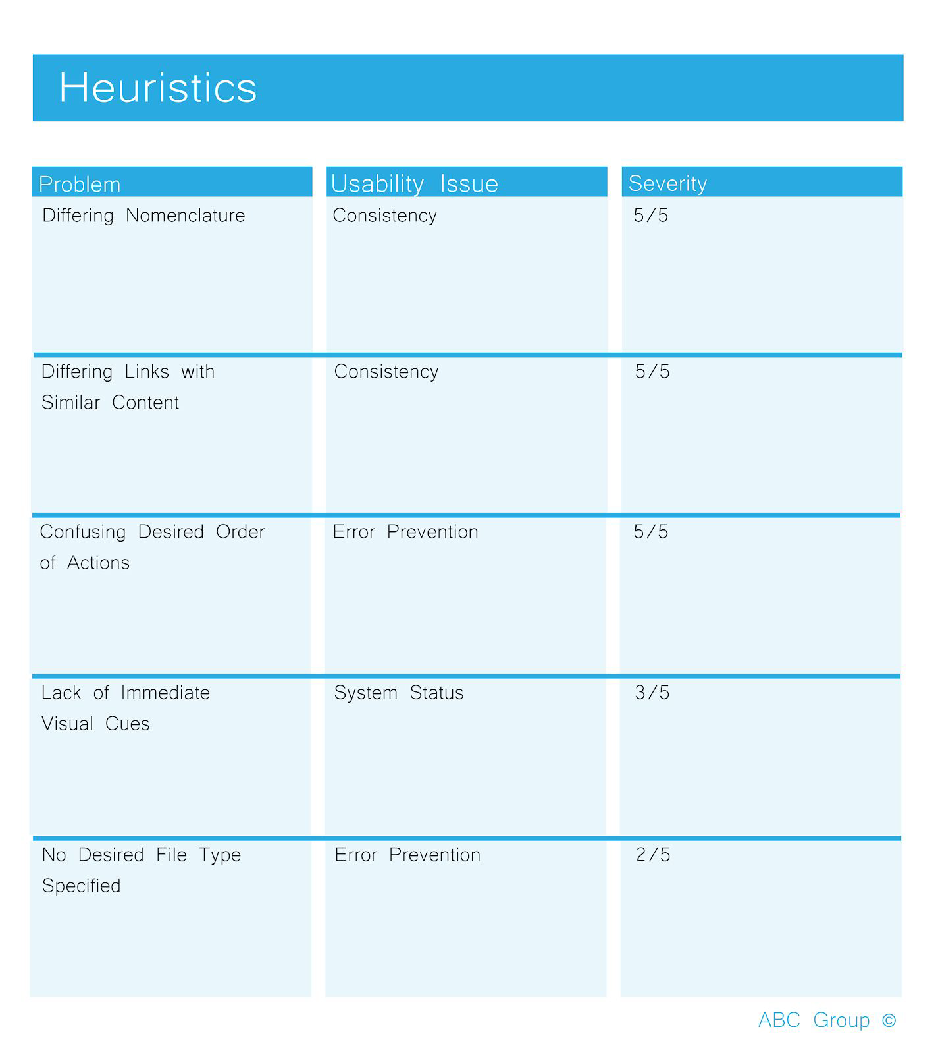 Heuristics
Problem Usability Issue Severity
Differing Nomenclature Consistency 5/5
Differing Links with Consistency 5/5
Similar Content
Confusing Desired Order Error Prevention 5/5
of Actions
Lack of Immediate System Status 3/5
Visual Cues
No Desired File Type Error Prevention 2/5
Specified
ABC Group ©